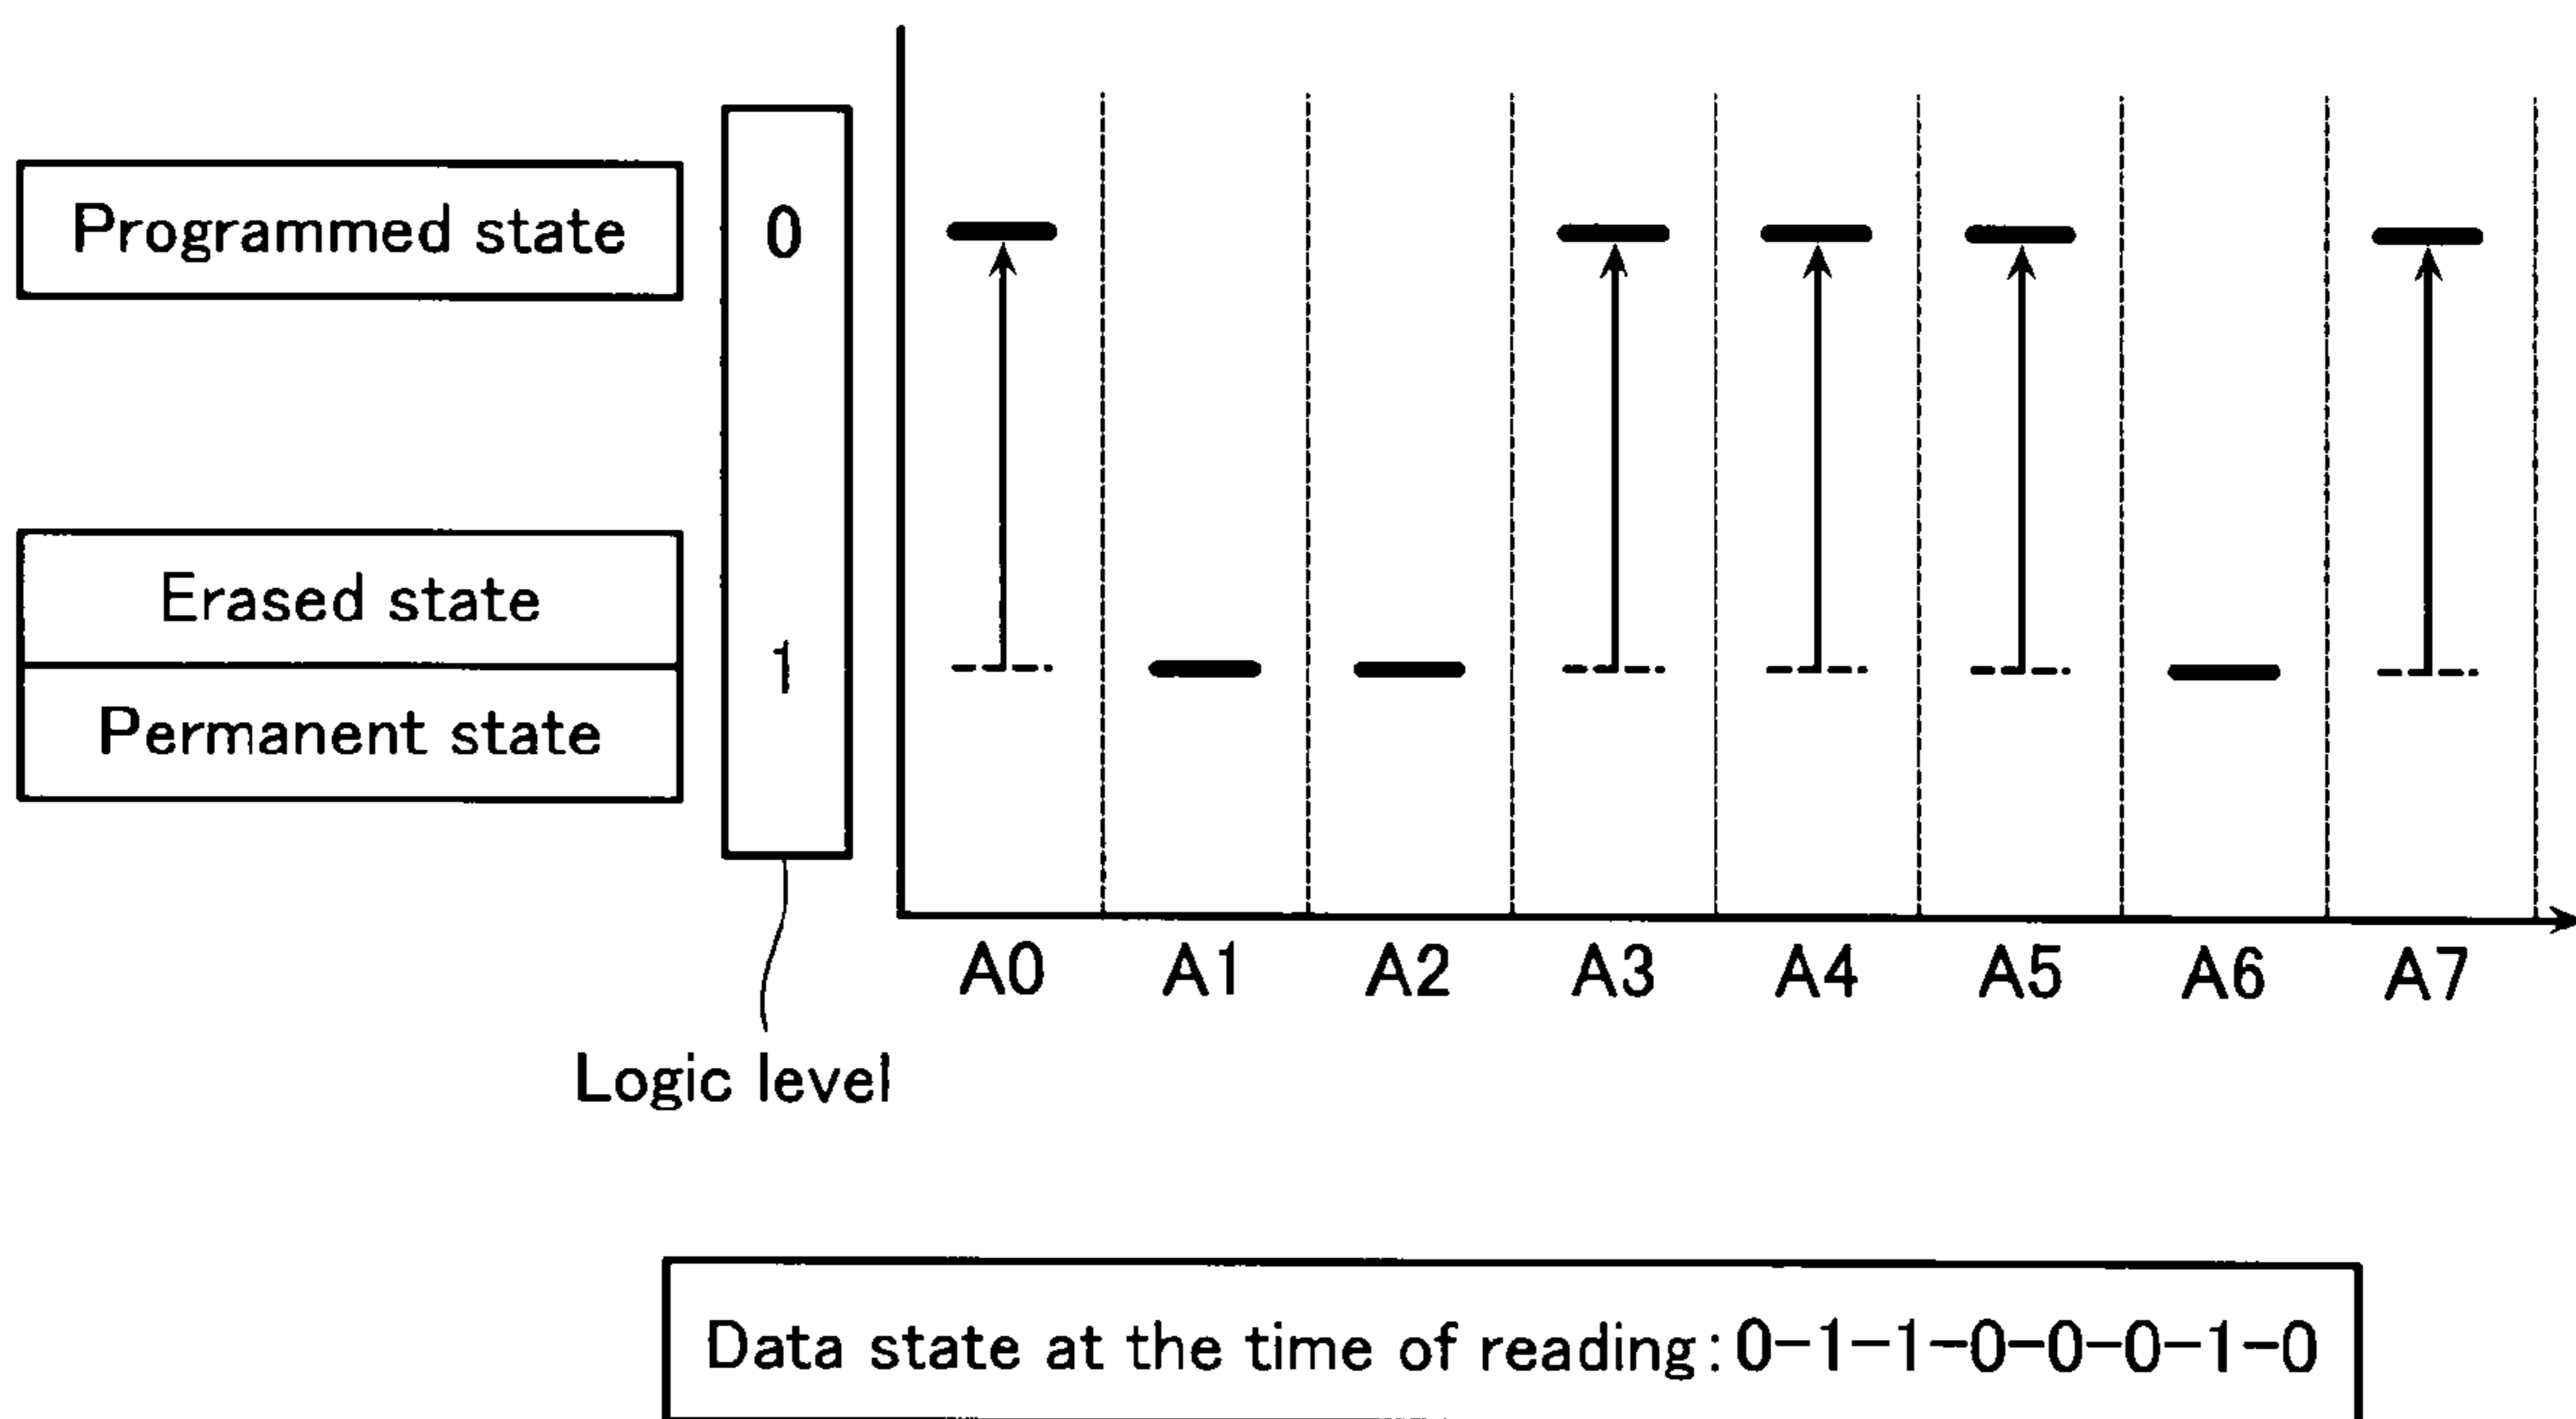 Programmed state
0
Erased state
1
Permanent state
A0 A1 A2 A3 A4 A5 A6 A7
Logic level
Data state at the time of reading:0-1-1-0-0-0-1-0